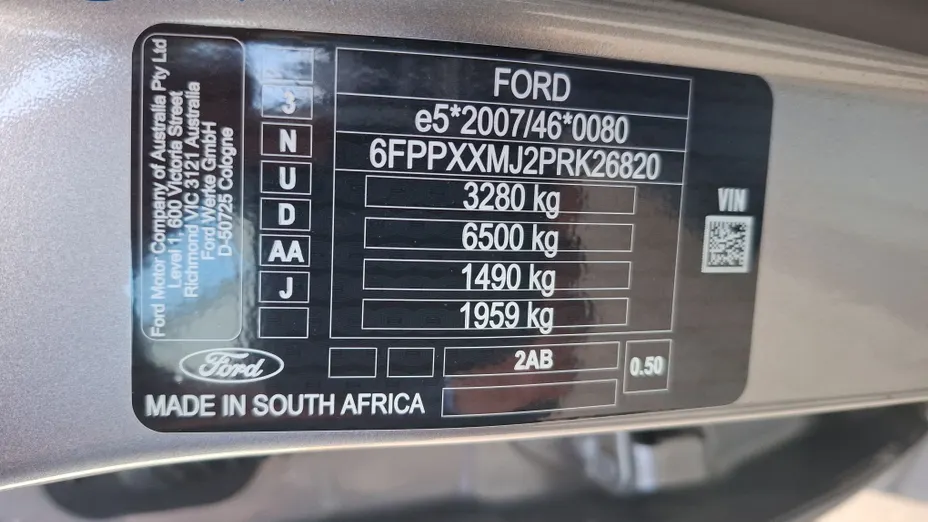 Ford Motor Company of Australia Pty Ltd
Level 1, 600 Victoria Street
Richmond VIC 3121 Australia
Ford Werke GmbH
D-50725 Cologne
3
N
U
D
AA
J
FORD
e5*2007/46*0080
6FPPXXMJ2PRK26820
3280 kg
6500 kg
1490 kg
1959 kg
VIN
Ford
2AB
0.50
MADE IN SOUTH AFRICA